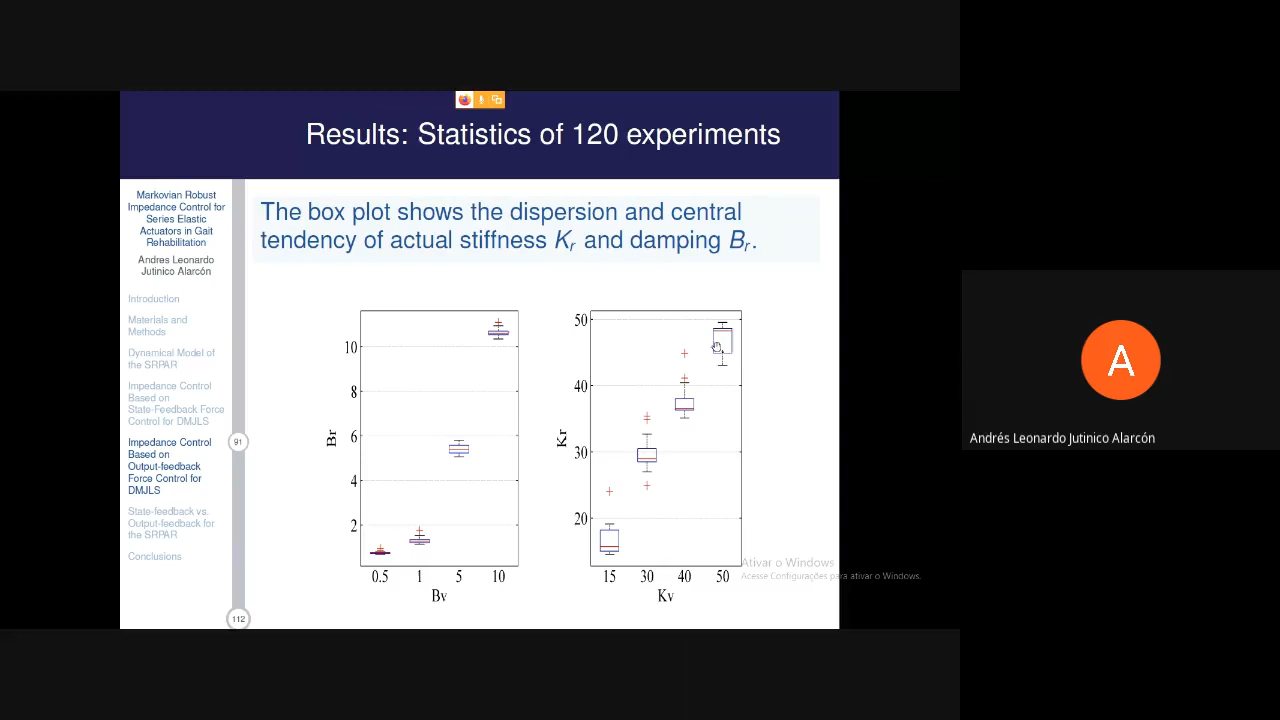 Results: Statistics of 120 experiments
Markovian Robust
Impedance Control for
Series Elastic
Actuators in Gait
Rehabilitation
Andres Leonardo
Jutinico Alarcón
Introduction
Materials and
Methods
Dynamical Model of
the SRPAR
Impedance Control
Based on
State-Feedback Force
Control for DMJLS
Impedance Control
Based on
Output-feedback
Force Control for
DMJLS
State-feedback vs.
Output-feedback for
the SRPAR
Conclusions
91
112
The box plot shows the dispersion and central
tendency of actual stiffness Kr and damping Br.
Br
10
8
6
4
2
0.5 1 5 10
Bv
Kr
50
40
30
20
15 30 40 50
Kv
Ativar o Windows
Acesse Configurações para ativar o Windows.
A
Andrés Leonardo Jutinico Alarcón